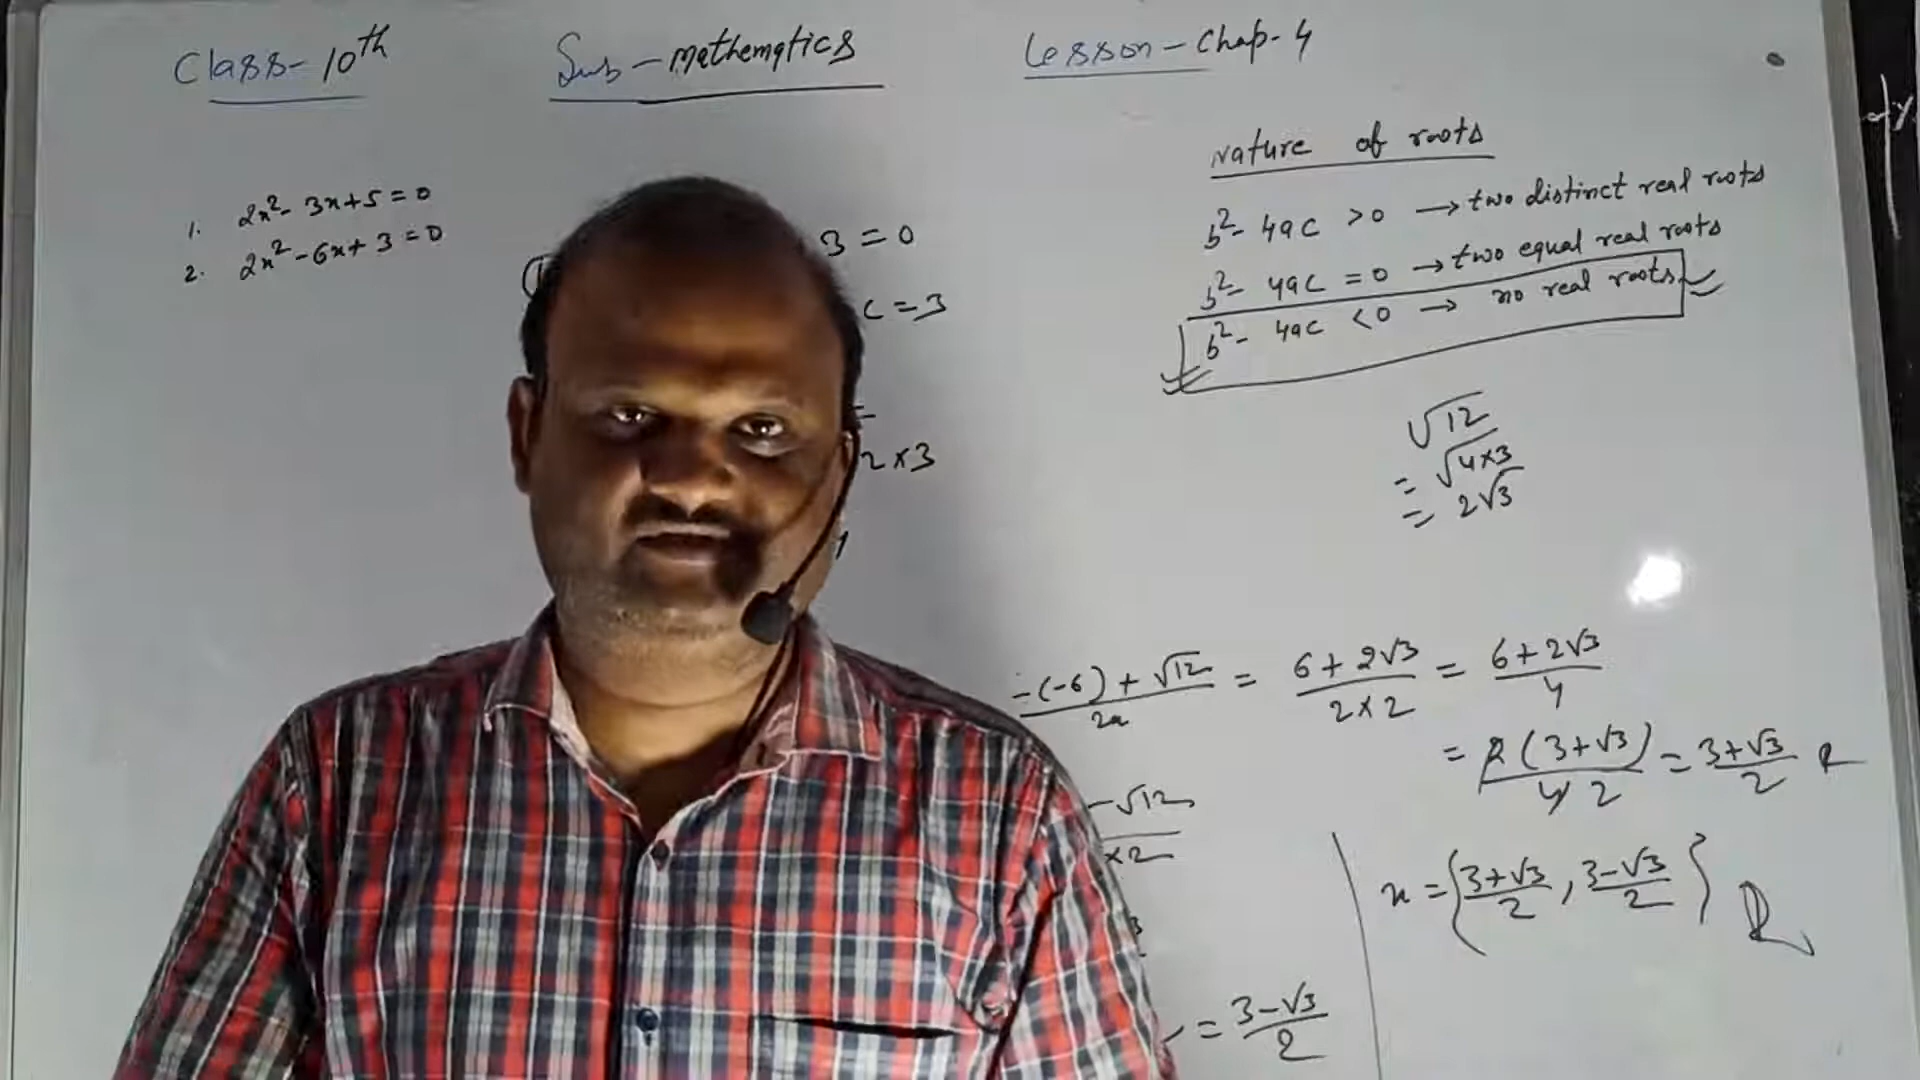 Class- 10th Sub - mathematics Lesson - Chap- 4
1. 2x² - 3x + 5 = 0
2. 2x² - 6x + 3 = 0
3 = 0
c = 3
2 × 3
Nature of roots
b² - 4ac > 0 → two distinct real roots
b² - 4ac = 0 → two equal real roots
b² - 4ac < 0 → no real roots
√12
= √4×3
= 2√3
-(-6) + √12 / 2a = 6 + 2√3 / 2×2 = 6 + 2√3 / 4
= 2(3+√3) / 4 2 = 3+√3 / 2
- √12
×2
= 3-√3 / 2
x = { 3+√3 / 2 , 3-√3 / 2 }